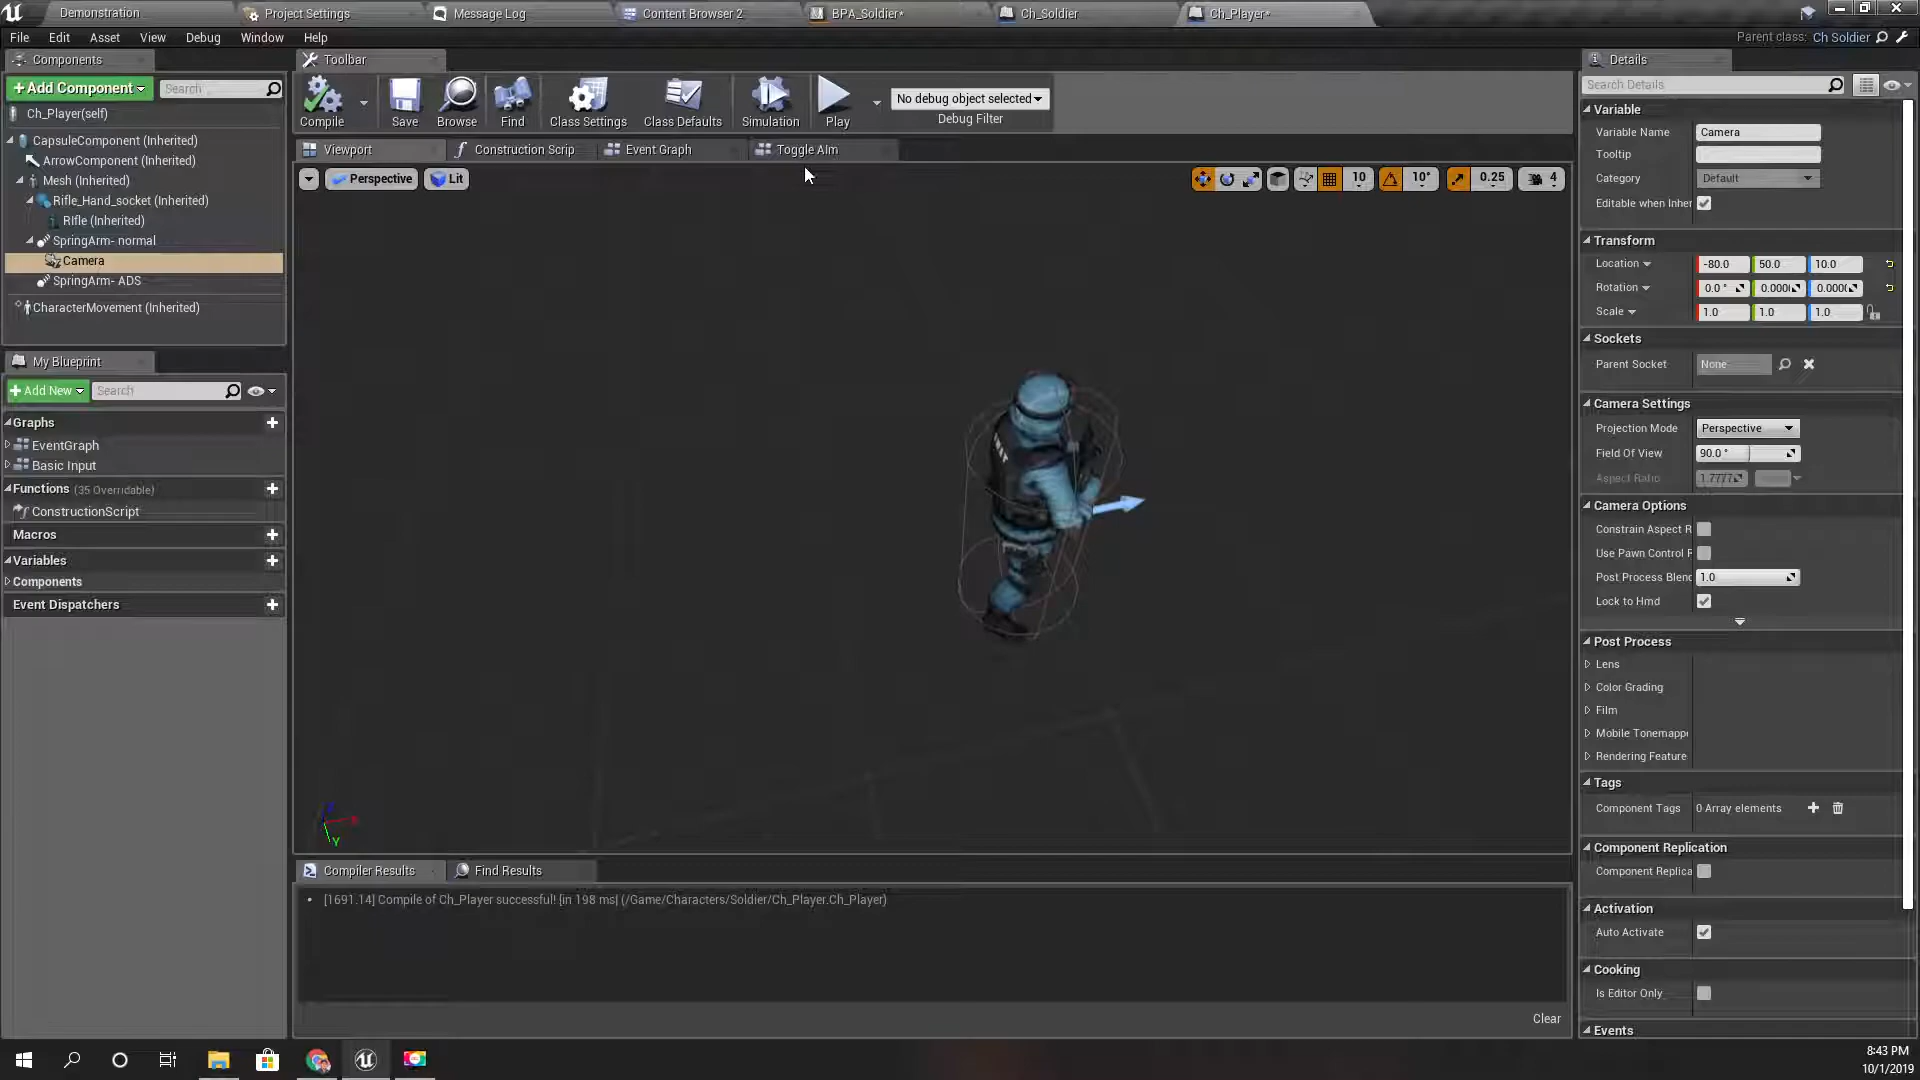 Demonstration
Project Settings
Message Log
Content Browser 2
BPA_Soldier*
Ch_Soldier
Ch_Player*
File Edit Asset View Debug Window Help
Parent class: Ch Soldier
Components
Toolbar
Details
+Add Component
Search
Search Details
Compile
Save
Browse
Find
Class Settings
Class Defaults
Simulation
Play
No debug object selected
Debug Filter
Ch_Player(self)
CapsuleComponent (Inherited)
ArrowComponent (Inherited)
Mesh (Inherited)
Rifle_Hand_socket (Inherited)
RIfle (Inherited)
SpringArm- normal
Camera
SpringArm- ADS
CharacterMovement (Inherited)
Viewport
Construction Scrip
Event Graph
Toggle AIm
Perspective
Lit
10
10°
0.25
4
My Blueprint
+Add New
Search
Graphs
EventGraph
Basic Input
Functions (35 Overridable)
ConstructionScript
Macros
Variables
Components
Event Dispatchers
X
Y
Z
Compiler Results
Find Results
[1691.14] Compile of Ch_Player successful! [in 198 ms] (/Game/Characters/Soldier/Ch_Player.Ch_Player)
Clear
Variable
Variable Name Camera
Tooltip
Category Default
Editable when Inher
Transform
Location -80.0 50.0 10.0
Rotation 0.0 ° 0.000 0.000
Scale 1.0 1.0 1.0
Sockets
Parent Socket None
Camera Settings
Projection Mode Perspective
Field Of View 90.0 °
Aspect Ratio 1.7777
Camera Options
Constrain Aspect R
Use Pawn Control R
Post Process Blend 1.0
Lock to Hmd
Post Process
Lens
Color Grading
Film
Mobile Tonemapp
Rendering Feature
Tags
Component Tags 0 Array elements
Component Replication
Component Replica
Activation
Auto Activate
Cooking
Is Editor Only
Events
8:43 PM
10/1/2019